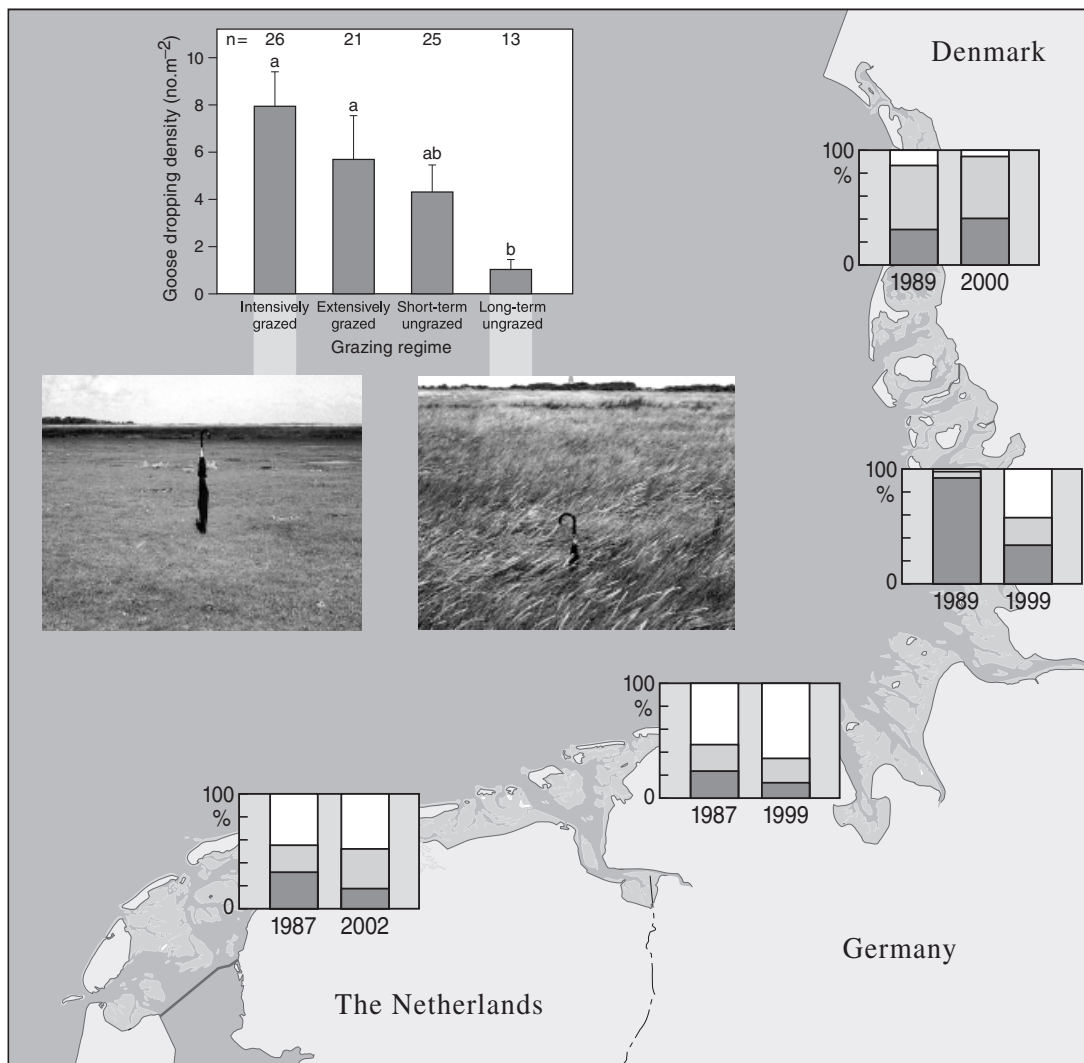 n= 26 21 25 13
10
8
6
4
2
0
Goose dropping density (no.m⁻²)
a
a
ab
b
Intensively grazed
Extensively grazed
Short-term ungrazed
Long-term ungrazed
Grazing regime
Denmark
100
%
0
1989 2000
100
%
0
1989 1999
100
%
0
1987 1999
100
%
0
1987 2002
Germany
The Netherlands